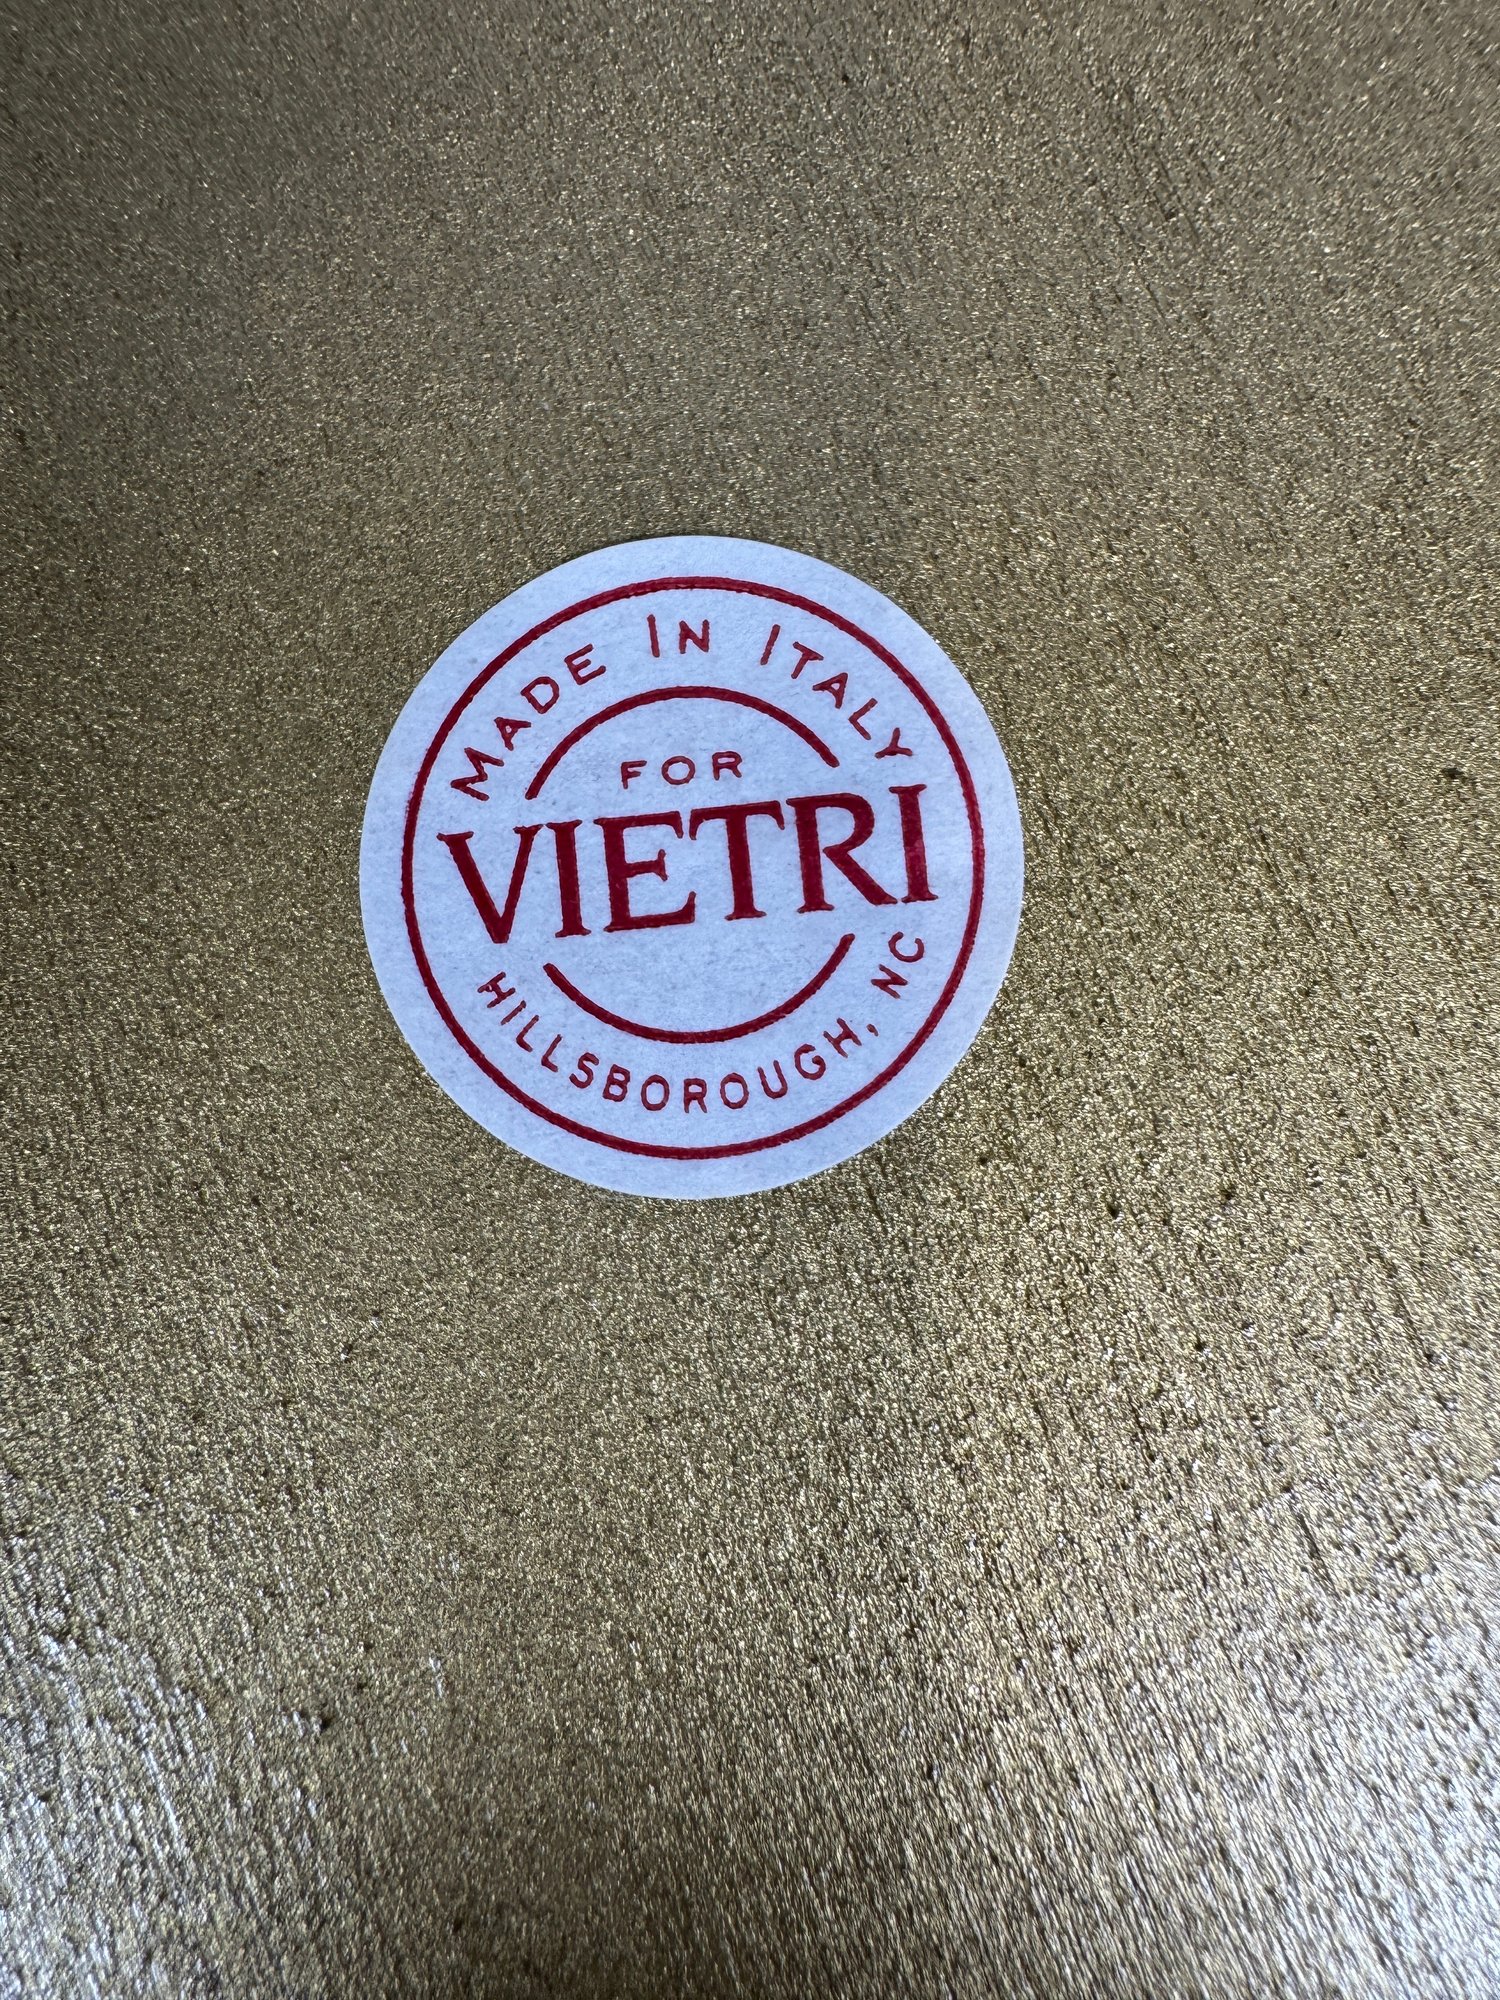 Made In Italy
FOR
VIETRI
HILLSBOROUGH, NC